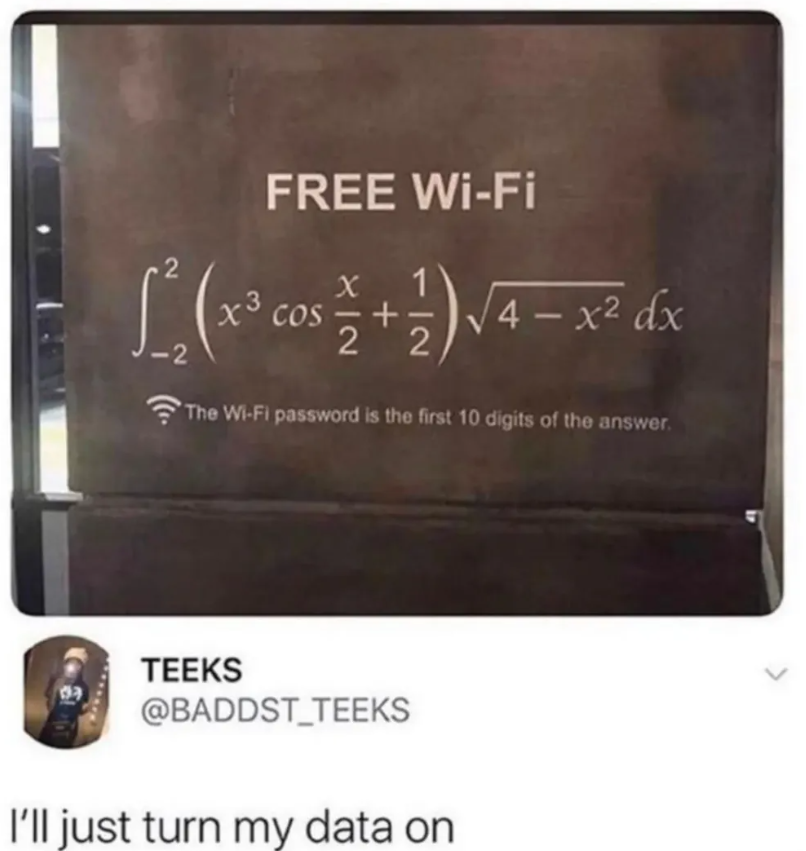 FREE Wi-Fi
∫_{-2}^{2} (x³ cos x/2 + 1/2) √(4 − x²) dx
The Wi-Fi password is the first 10 digits of the answer.
TEEKS
@BADDST_TEEKS
I'll just turn my data on